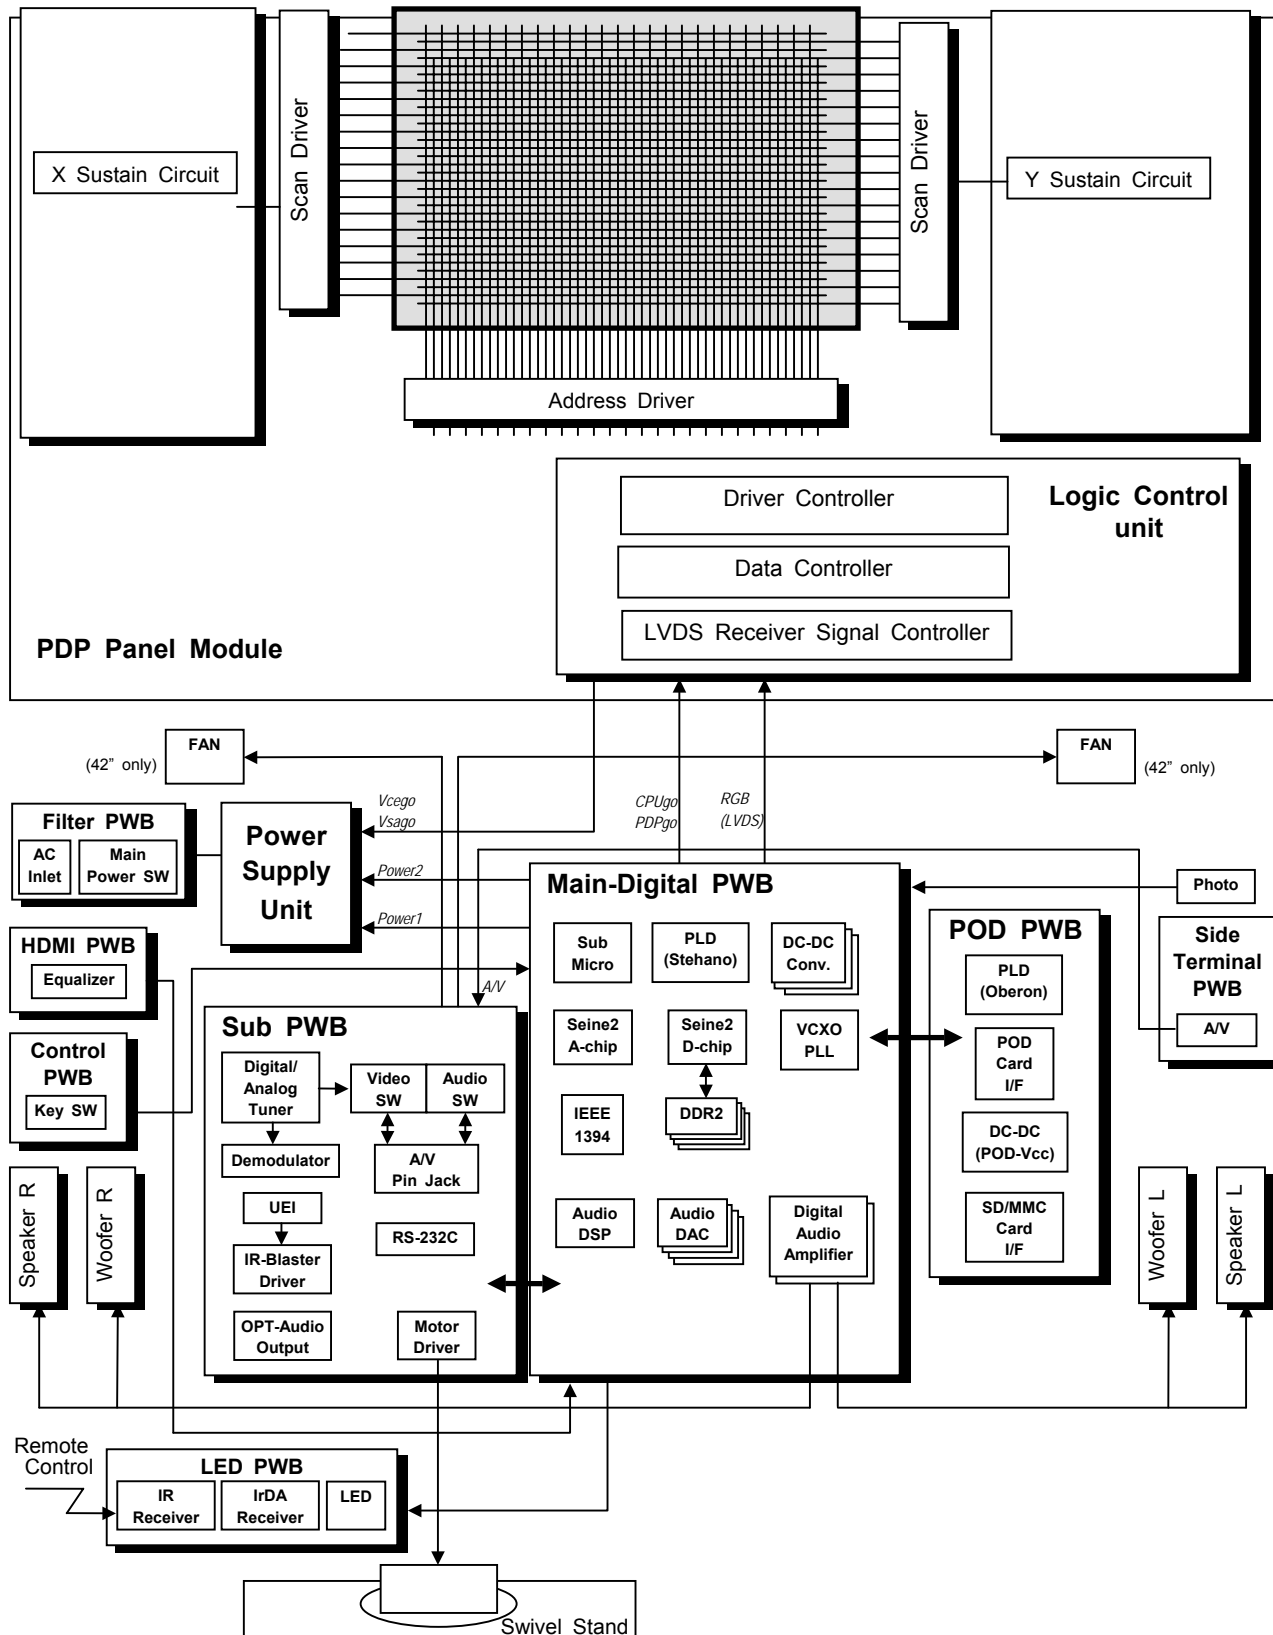 X Sustain Circuit
Scan Driver
Scan Driver
Y Sustain Circuit
Address Driver
Driver Controller
Logic Control
unit
Data Controller
LVDS Receiver Signal Controller
PDP Panel Module
FAN
(42" only)
FAN
(42" only)
Vcego
Vsago
CPUgo
PDPgo
RGB
(LVDS)
Filter PWB
AC
Inlet
Main
Power SW
Power
Supply
Unit
Power2
Power1
Main-Digital PWB
Sub
Micro
PLD
(Stehano)
DC-DC
Conv.
Seine2
A-chip
Seine2
D-chip
VCXO
PLL
IEEE
1394
DDR2
Audio
DSP
Audio
DAC
Digital
Audio
Amplifier
Photo
POD PWB
PLD
(Oberon)
POD
Card
I/F
DC-DC
(POD-Vcc)
SD/MMC
Card
I/F
Side
Terminal
PWB
A/V
HDMI PWB
Equalizer
A/V
Control
PWB
Key SW
Sub PWB
Digital/
Analog
Tuner
Video
SW
Audio
SW
Demodulator
A/V
Pin Jack
UEI
RS-232C
IR-Blaster
Driver
OPT-Audio
Output
Motor
Driver
Speaker R
Woofer R
Woofer L
Speaker L
Remote
Control
LED PWB
IR
Receiver
IrDA
Receiver
LED
Swivel Stand